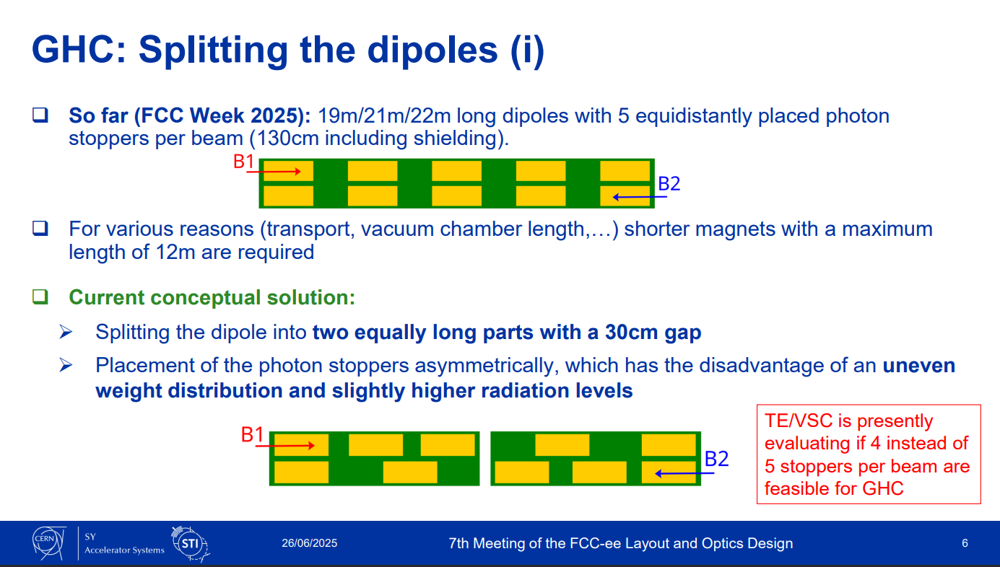 GHC: Splitting the dipoles (i)
So far (FCC Week 2025): 19m/21m/22m long dipoles with 5 equidistantly placed photon
stoppers per beam (130cm including shielding).
B1
B2
For various reasons (transport, vacuum chamber length,…) shorter magnets with a maximum
length of 12m are required
Current conceptual solution:
Splitting the dipole into two equally long parts with a 30cm gap
Placement of the photon stoppers asymmetrically, which has the disadvantage of an uneven
weight distribution and slightly higher radiation levels
B1
B2
TE/VSC is presently
evaluating if 4 instead of
5 stoppers per beam are
feasible for GHC
CERN
SY
Accelerator Systems
STI
26/06/2025
7th Meeting of the FCC-ee Layout and Optics Design
6